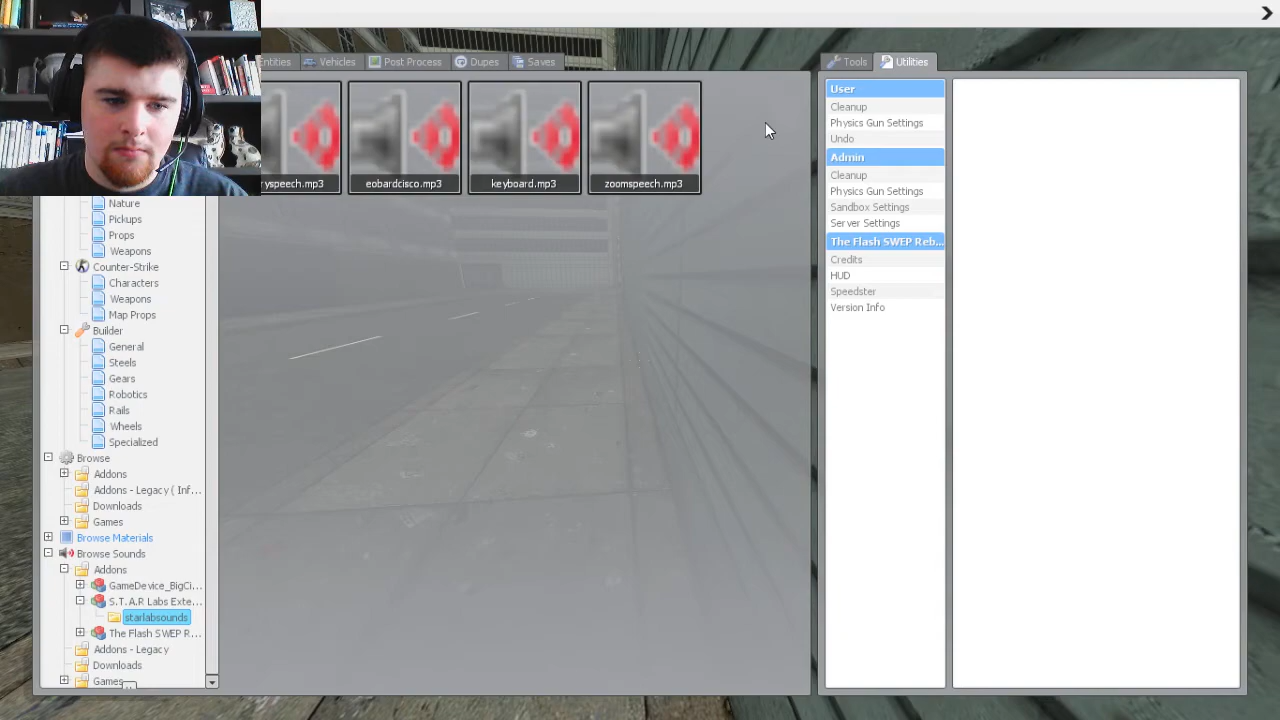 ntities
Vehicles
Post Process
Dupes
Saves
Tools
Utilities
yspeech.mp3
eobardcisco.mp3
keyboard.mp3
zoomspeech.mp3
Nature
Pickups
Props
Weapons
Counter-Strike
Characters
Weapons
Map Props
Builder
General
Steels
Gears
Robotics
Rails
Wheels
Specialized
Browse
Addons
Addons - Legacy ( Inf...
Downloads
Games
Browse Materials
Browse Sounds
Addons
GameDevice_BigCi...
S.T.A.R Labs Exte...
starlabsounds
The Flash SWEP R...
Addons - Legacy
Downloads
Games
User
Cleanup
Physics Gun Settings
Undo
Admin
Cleanup
Physics Gun Settings
Sandbox Settings
Server Settings
The Flash SWEP Reb...
Credits
HUD
Speedster
Version Info